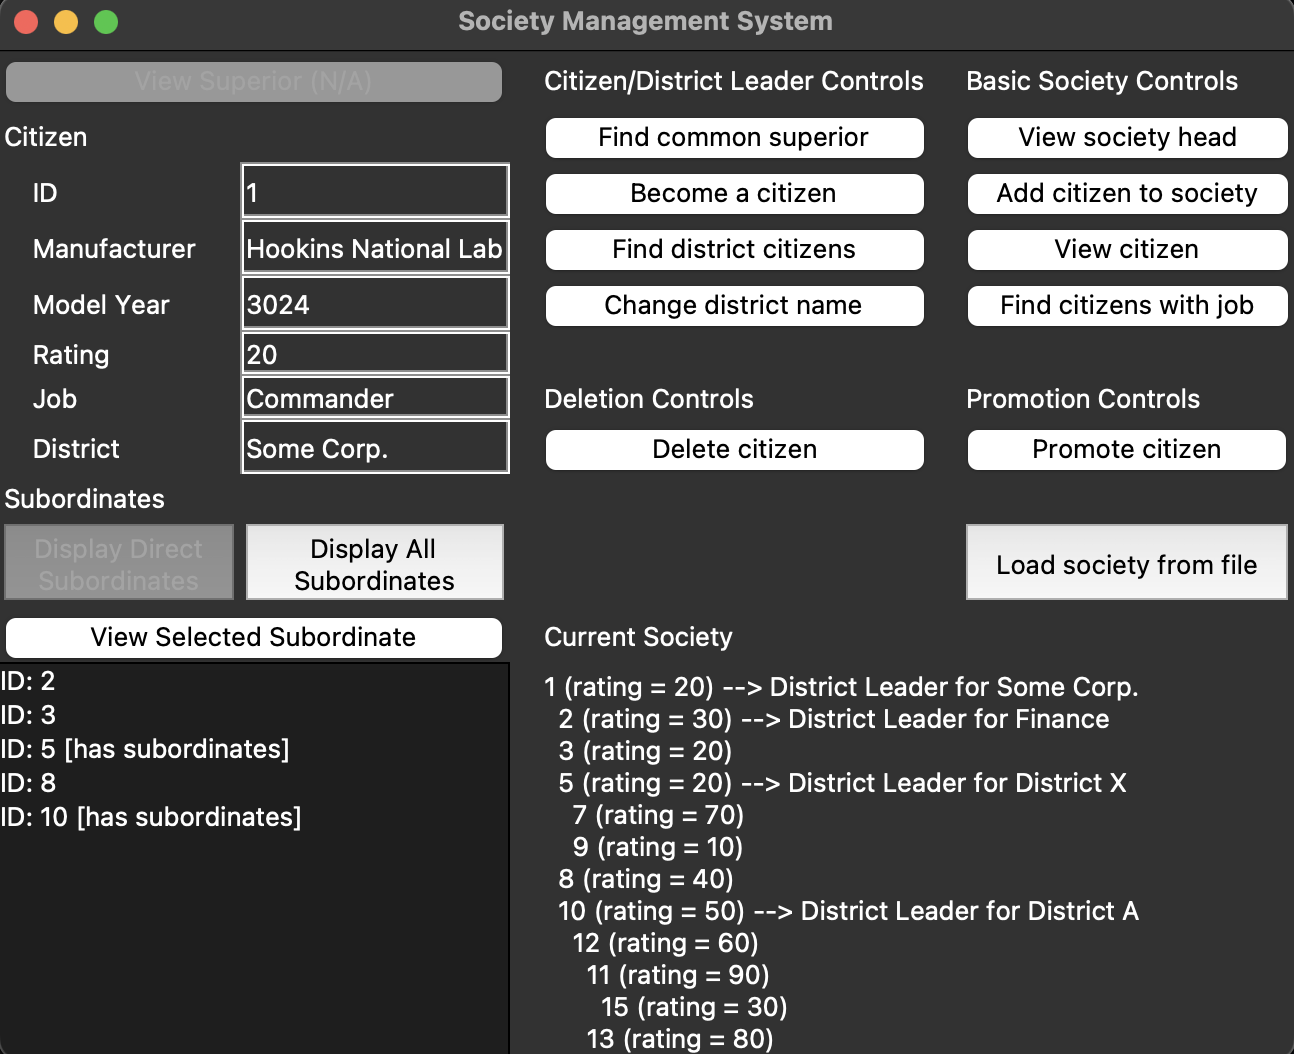 Society Management System
View Superior (N/A)
Citizen
ID
1
Manufacturer
Hookins National Lab
Model Year
3024
Rating
20
Job
Commander
District
Some Corp.
Subordinates
Display Direct
Subordinates
Display All
Subordinates
View Selected Subordinate
ID: 2
ID: 3
ID: 5 [has subordinates]
ID: 8
ID: 10 [has subordinates]
Citizen/District Leader Controls
Find common superior
Become a citizen
Find district citizens
Change district name
Deletion Controls
Delete citizen
Basic Society Controls
View society head
Add citizen to society
View citizen
Find citizens with job
Promotion Controls
Promote citizen
Load society from file
Current Society
1 (rating = 20) --> District Leader for Some Corp.
2 (rating = 30) --> District Leader for Finance
3 (rating = 20)
5 (rating = 20) --> District Leader for District X
7 (rating = 70)
9 (rating = 10)
8 (rating = 40)
10 (rating = 50) --> District Leader for District A
12 (rating = 60)
11 (rating = 90)
15 (rating = 30)
13 (rating = 80)